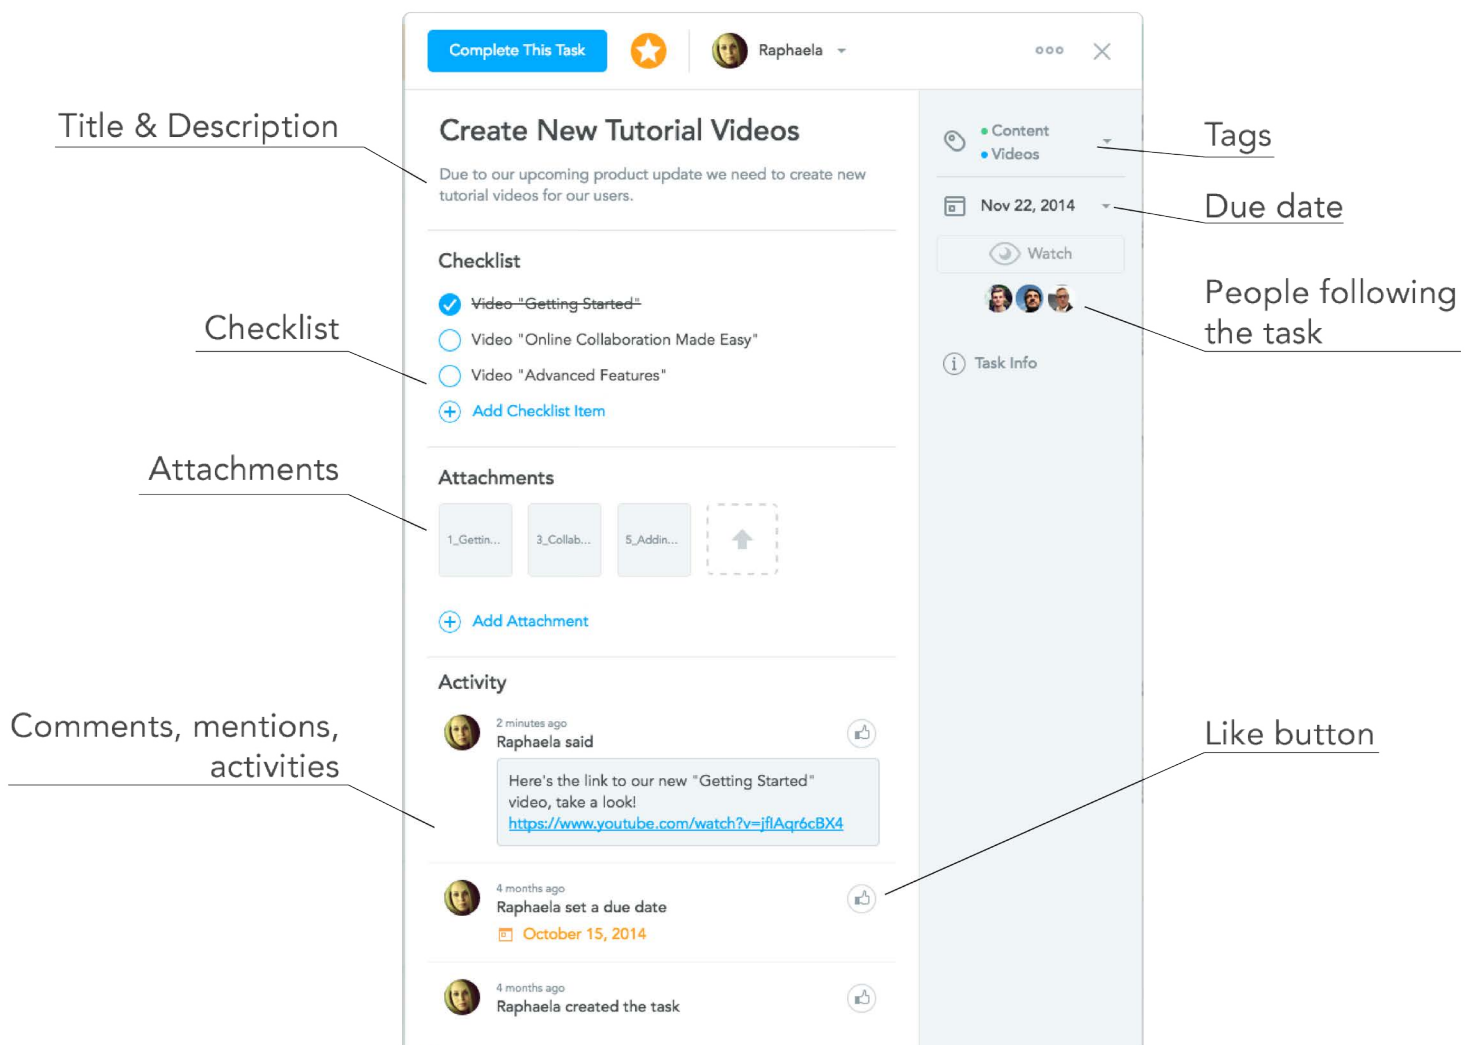 Complete This Task
Raphaela
Title & Description
Create New Tutorial Videos
Due to our upcoming product update we need to create new
tutorial videos for our users.
Content
Videos
Tags
Nov 22, 2014
Due date
Watch
People following
the task
Task Info
Checklist
Checklist
Video "Getting Started"
Video "Online Collaboration Made Easy"
Video "Advanced Features"
Add Checklist Item
Attachments
Attachments
1_Gettin...
3_Collab...
5_Addin...
Add Attachment
Activity
Comments, mentions,
activities
2 minutes ago
Raphaela said
Here's the link to our new "Getting Started"
video, take a look!
https://www.youtube.com/watch?v=jflAqr6cBX4
Like button
4 months ago
Raphaela set a due date
October 15, 2014
4 months ago
Raphaela created the task